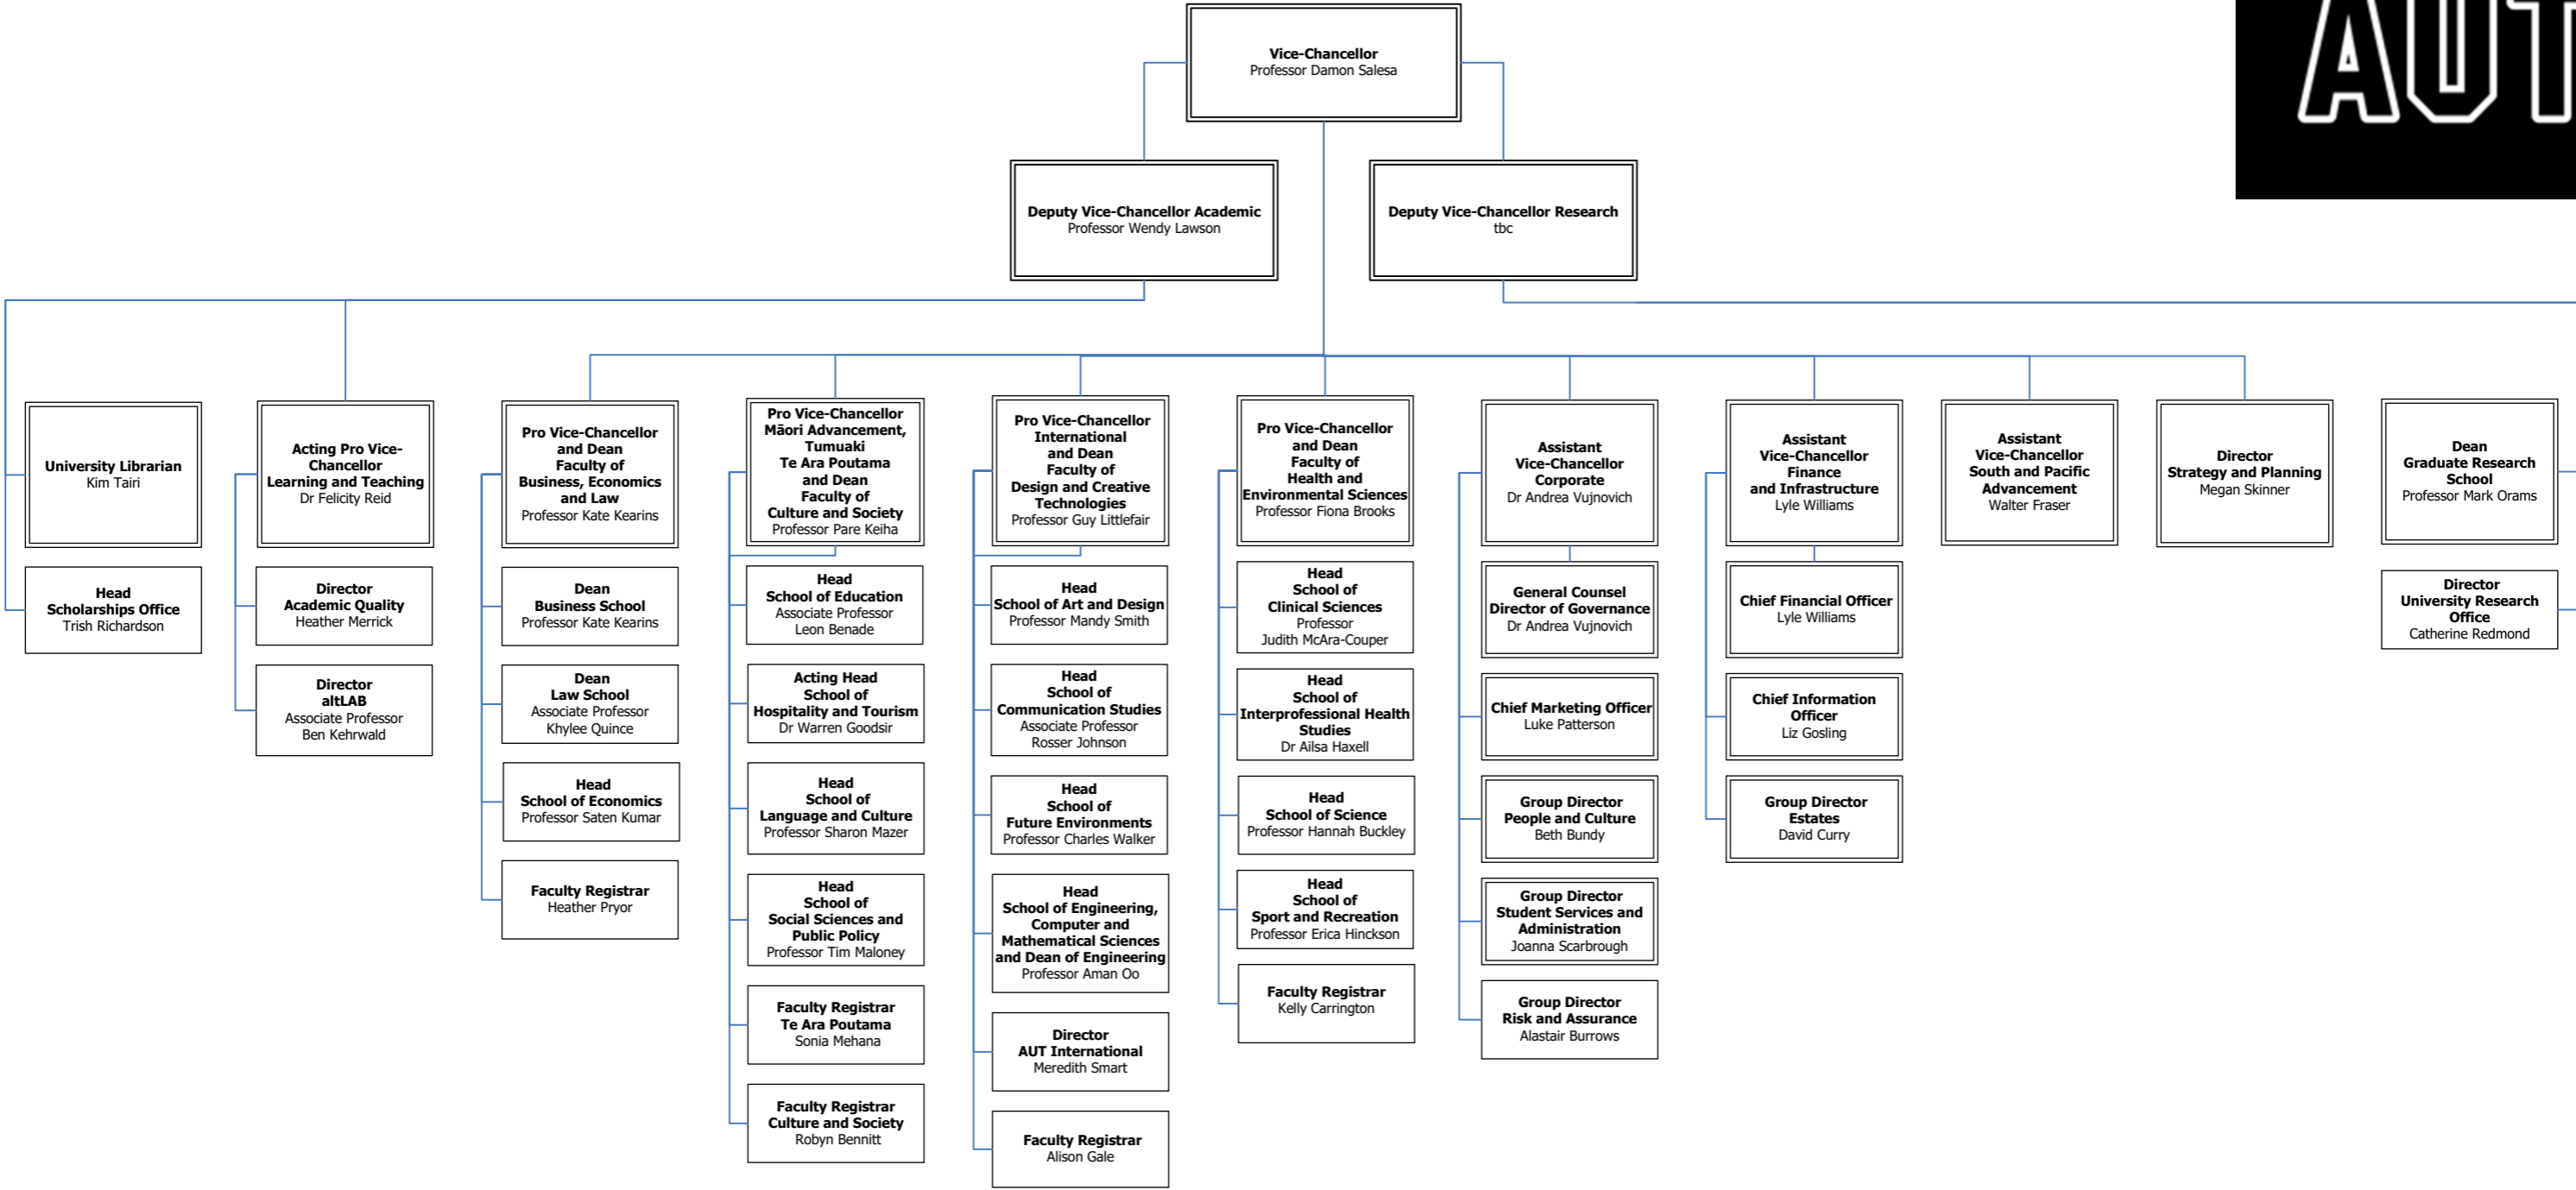 AUT
Vice-Chancellor
Professor Damon Salesa
Deputy Vice-Chancellor Academic
Professor Wendy Lawson
Deputy Vice-Chancellor Research
tbc
University Librarian
Kim Tairi
Head
Scholarships Office
Trish Richardson
Acting Pro Vice-
Chancellor
Learning and Teaching
Dr Felicity Reid
Director
Academic Quality
Heather Merrick
Director
altLAB
Associate Professor
Ben Kehrwald
Pro Vice-Chancellor
and Dean
Faculty of
Business, Economics
and Law
Professor Kate Kearins
Dean
Business School
Professor Kate Kearins
Dean
Law School
Associate Professor
Khylee Quince
Head
School of Economics
Professor Saten Kumar
Faculty Registrar
Heather Pryor
Pro Vice-Chancellor
Māori Advancement,
Tumuaki
Te Ara Poutama
and Dean
Faculty of
Culture and Society
Professor Pare Keiha
Head
School of Education
Associate Professor
Leon Benade
Acting Head
School of
Hospitality and Tourism
Dr Warren Goodsir
Head
School of
Language and Culture
Professor Sharon Mazer
Head
School of
Social Sciences and
Public Policy
Professor Tim Maloney
Faculty Registrar
Te Ara Poutama
Sonia Mehana
Faculty Registrar
Culture and Society
Robyn Bennitt
Pro Vice-Chancellor
International
and Dean
Faculty of
Design and Creative
Technologies
Professor Guy Littlefair
Head
School of Art and Design
Professor Mandy Smith
Head
School of
Communication Studies
Associate Professor
Rosser Johnson
Head
School of
Future Environments
Professor Charles Walker
Head
School of Engineering,
Computer and
Mathematical Sciences
and Dean of Engineering
Professor Aman Oo
Director
AUT International
Meredith Smart
Faculty Registrar
Alison Gale
Pro Vice-Chancellor
and Dean
Faculty of
Health and
Environmental Sciences
Professor Fiona Brooks
Head
School of
Clinical Sciences
Professor
Judith McAra-Couper
Head
School of
Interprofessional Health
Studies
Dr Ailsa Haxell
Head
School of Science
Professor Hannah Buckley
Head
School of
Sport and Recreation
Professor Erica Hinckson
Faculty Registrar
Kelly Carrington
Assistant
Vice-Chancellor
Corporate
Dr Andrea Vujnovich
General Counsel
Director of Governance
Dr Andrea Vujnovich
Chief Marketing Officer
Luke Patterson
Group Director
People and Culture
Beth Bundy
Group Director
Student Services and
Administration
Joanna Scarbrough
Group Director
Risk and Assurance
Alastair Burrows
Assistant
Vice-Chancellor
Finance
and Infrastructure
Lyle Williams
Chief Financial Officer
Lyle Williams
Chief Information
Officer
Liz Gosling
Group Director
Estates
David Curry
Assistant
Vice-Chancellor
South and Pacific
Advancement
Walter Fraser
Director
Strategy and Planning
Megan Skinner
Dean
Graduate Research
School
Professor Mark Orams
Director
University Research
Office
Catherine Redmond